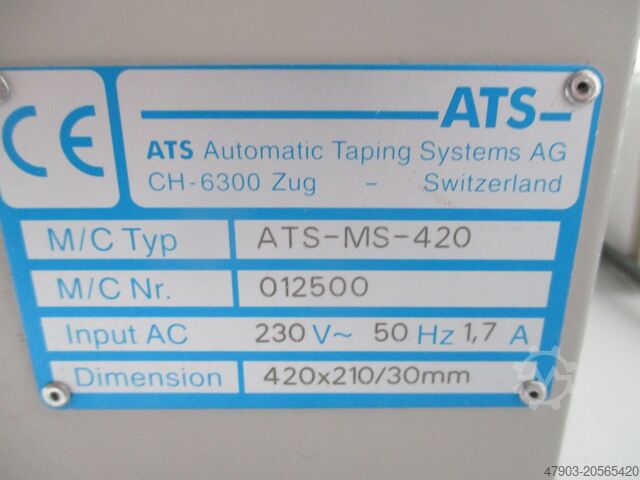 CE
ATS
ATS Automatic Taping Systems AG
CH-6300 Zug - Switzerland
M/C Typ ATS-MS-420
M/C Nr. 012500
Input AC 230 V~ 50 Hz 1,7 A
Dimension 420x210/30mm
47903-20565420